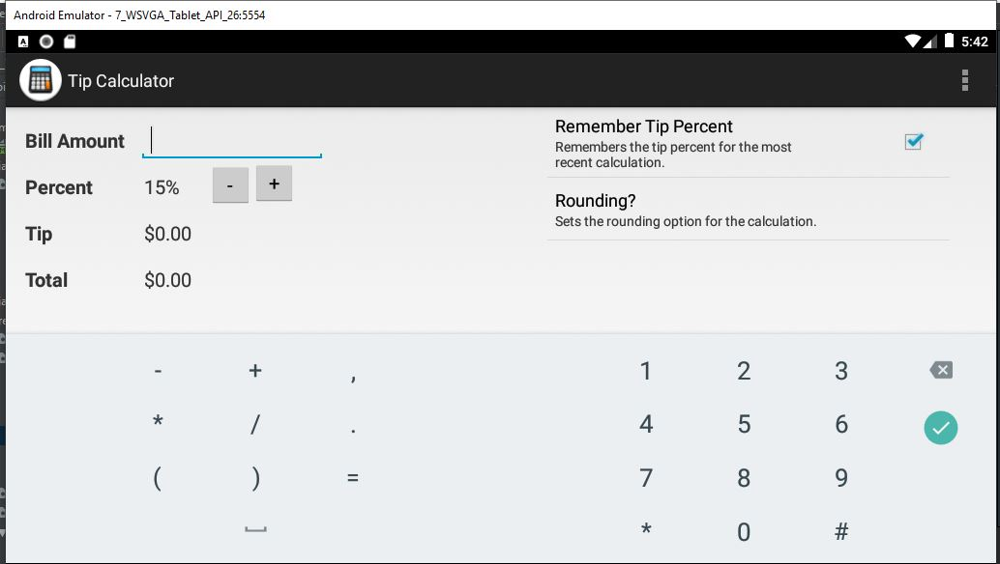 Android Emulator - 7_WSVGA_Tablet_API_26:5554
A 5:42
Tip Calculator
Bill Amount
Percent 15% - +
Tip $0.00
Total $0.00
Remember Tip Percent
Remembers the tip percent for the most
recent calculation.
Rounding?
Sets the rounding option for the calculation.
- + , 1 2 3
* / . 4 5 6
( ) = 7 8 9
* 0 #